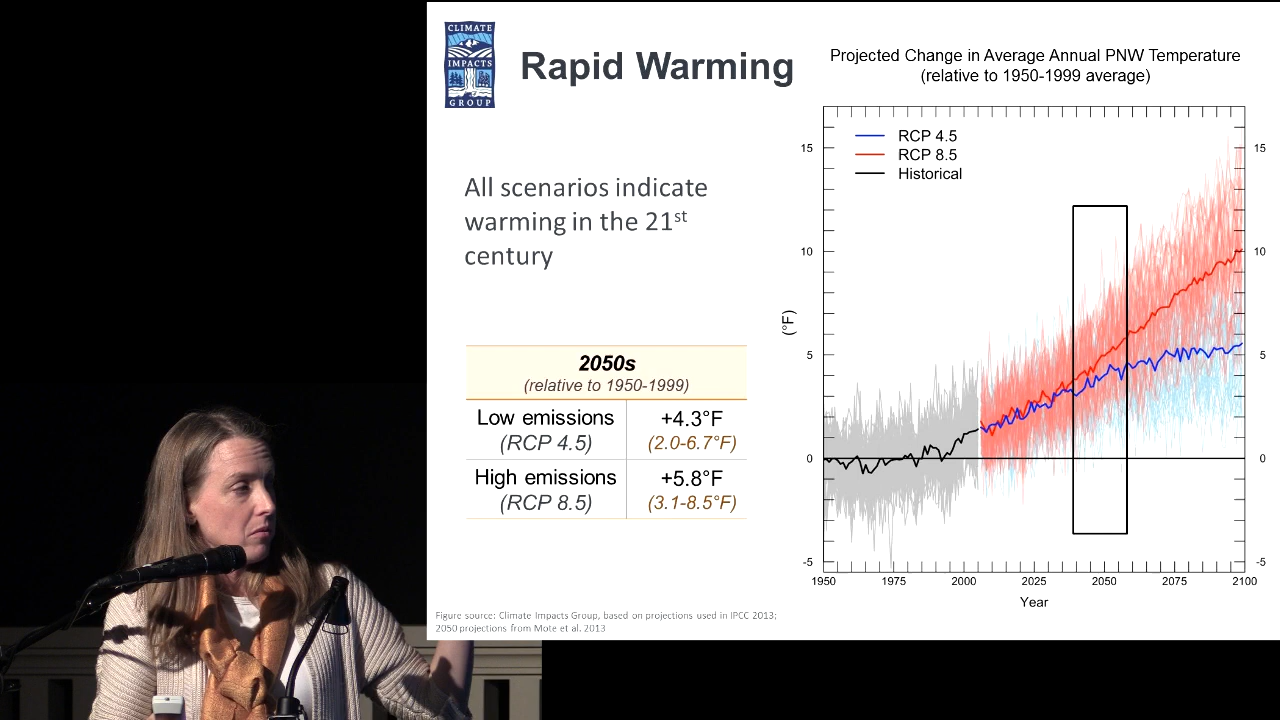 CLIMATE
IMPACTS
GROUP
Rapid Warming
All scenarios indicate
warming in the 21st
century
2050s
(relative to 1950-1999)
Low emissions
(RCP 4.5)
+4.3°F
(2.0-6.7°F)
High emissions
(RCP 8.5)
+5.8°F
(3.1-8.5°F)
Figure source: Climate Impacts Group, based on projections used in IPCC 2013;
2050 projections from Mote et al. 2013
Projected Change in Average Annual PNW Temperature
(relative to 1950-1999 average)
RCP 4.5
RCP 8.5
Historical
15 15
10 10
(°F)
5 5
0 0
-5 -5
1950 1975 2000 2025 2050 2075 2100
Year